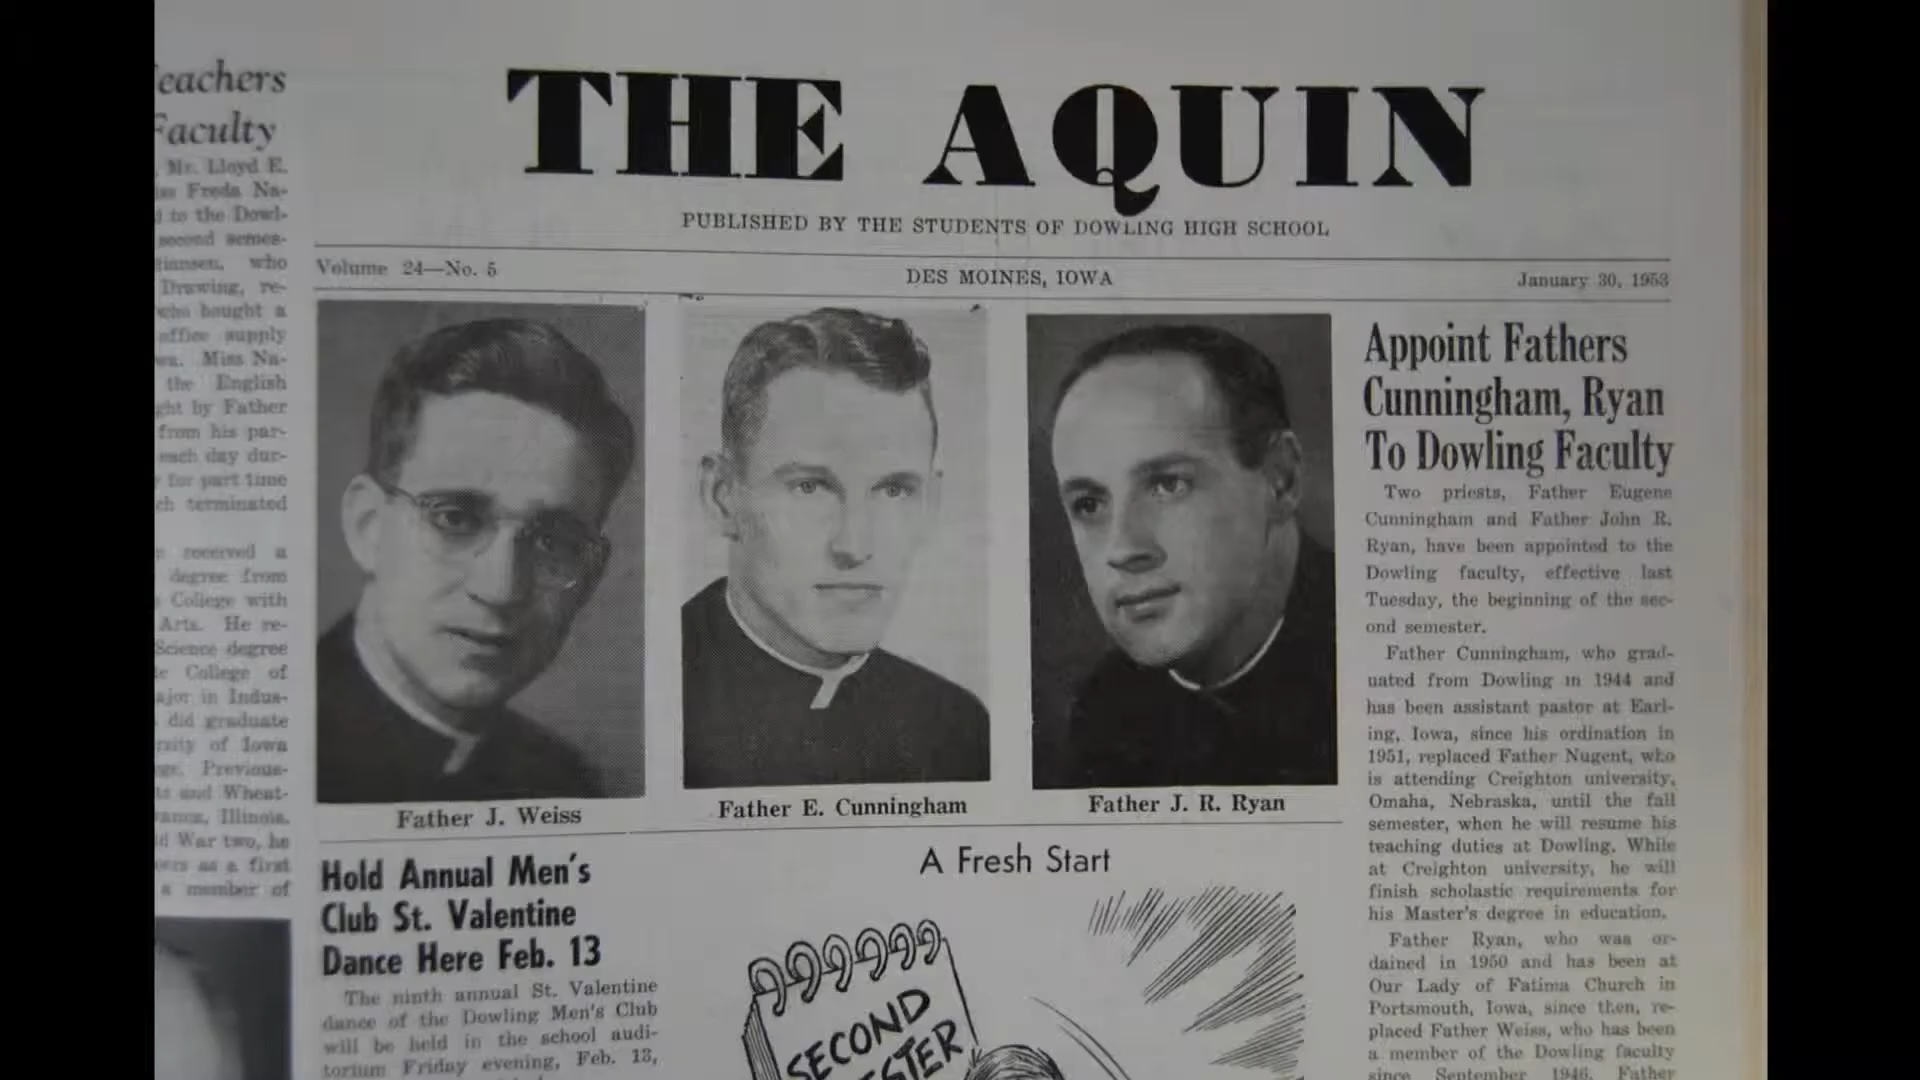 eachers
Faculty
Mr. Lloyd E.
Freda Na-
to the Dowl-
second semes-
tiansen, who
Drawing, re-
who bought a
office supply
Miss Na-
the English
ght by Father
from his par-
each day dur-
for part time
ch terminated
received a
degree from
College with
Arts. He re-
Science degree
College of
ajor in Indus-
did graduate
rsity of Iowa
Previous-
and Wheat-
Illinois.
War two, he
as a first
a member of
THE AQUIN
PUBLISHED BY THE STUDENTS OF DOWLING HIGH SCHOOL
Volume 24—No. 5
DES MOINES, IOWA
January 30, 1953
Father J. Weiss
Father E. Cunningham
Father J. R. Ryan
Hold Annual Men's
Club St. Valentine
Dance Here Feb. 13
The ninth annual St. Valentine
dance of the Dowling Men's Club
will be held in the school audi-
torium Friday evening, Feb. 13,
A Fresh Start
SECOND
ESTER
Appoint Fathers
Cunningham, Ryan
To Dowling Faculty
Two priests, Father Eugene
Cunningham and Father John R.
Ryan, have been appointed to the
Dowling faculty, effective last
Tuesday, the beginning of the sec-
ond semester.
Father Cunningham, who grad-
uated from Dowling in 1944 and
has been assistant pastor at Earl-
ing, Iowa, since his ordination in
1951, replaced Father Nugent, who
is attending Creighton university,
Omaha, Nebraska, until the fall
semester, when he will resume his
teaching duties at Dowling. While
at Creighton university, he will
finish scholastic requirements for
his Master's degree in education.
Father Ryan, who was or-
dained in 1950 and has been at
Our Lady of Fatima Church in
Portsmouth, Iowa, since then, re-
placed Father Weiss, who has been
a member of the Dowling faculty
since September 1946. Father